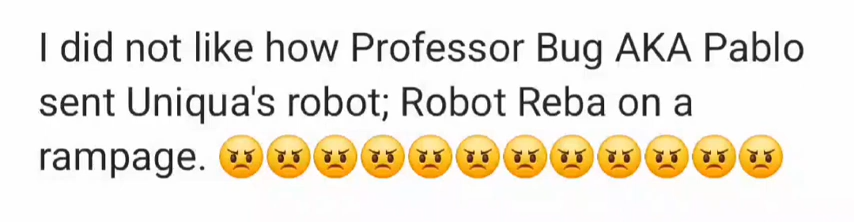 I did not like how Professor Bug AKA Pablo
sent Uniqua's robot; Robot Reba on a
rampage. 😠😠😠😠😠😠😠😠😠😠😠😠